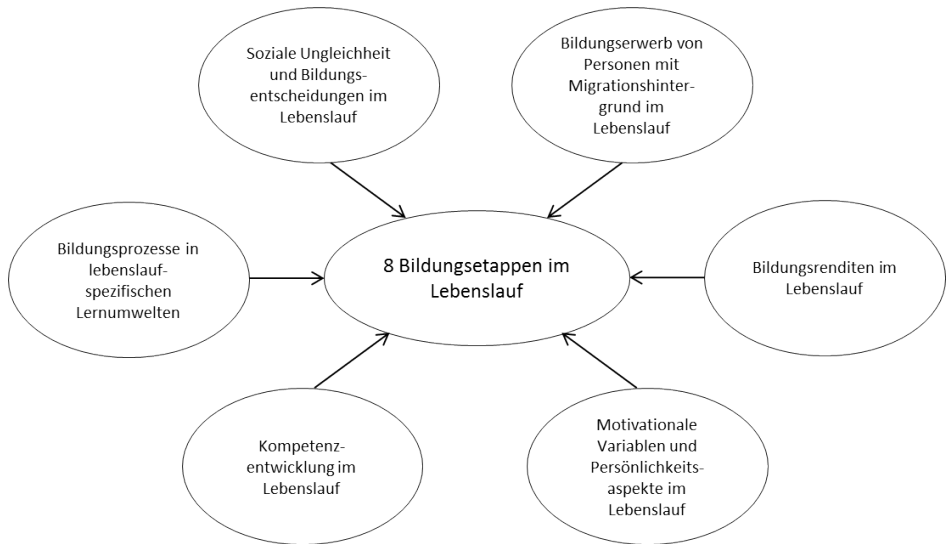 Soziale Ungleichheit
und Bildungs-
entscheidungen im
Lebenslauf
Bildungserwerb von
Personen mit
Migrationshinter-
grund im
Lebenslauf
Bildungsprozesse in
lebenslauf-
spezifischen
Lernumwelten
8 Bildungsetappen im
Lebenslauf
Bildungsrenditen im
Lebenslauf
Kompetenz-
entwicklung im
Lebenslauf
Motivationale
Variablen und
Persönlichkeits-
aspekte im
Lebenslauf